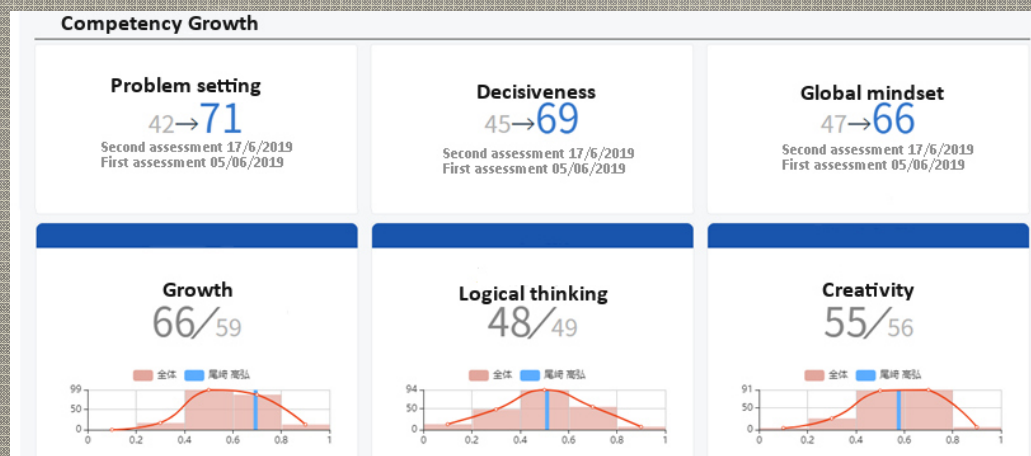 Competency Growth
Problem setting
42→71
Second assessment 17/6/2019
First assessment 05/06/2019
Decisiveness
45→69
Second assessment 17/6/2019
First assessment 05/06/2019
Global mindset
47→66
Second assessment 17/6/2019
First assessment 05/06/2019
Growth
66/59
全体 尾崎 高弘
99
50
0
0 0.2 0.4 0.6 0.8 1
Logical thinking
48/49
全体 尾崎 高弘
94
50
0
0 0.2 0.4 0.6 0.8 1
Creativity
55/56
全体 尾崎 高弘
91
50
0
0 0.2 0.4 0.6 0.8 1